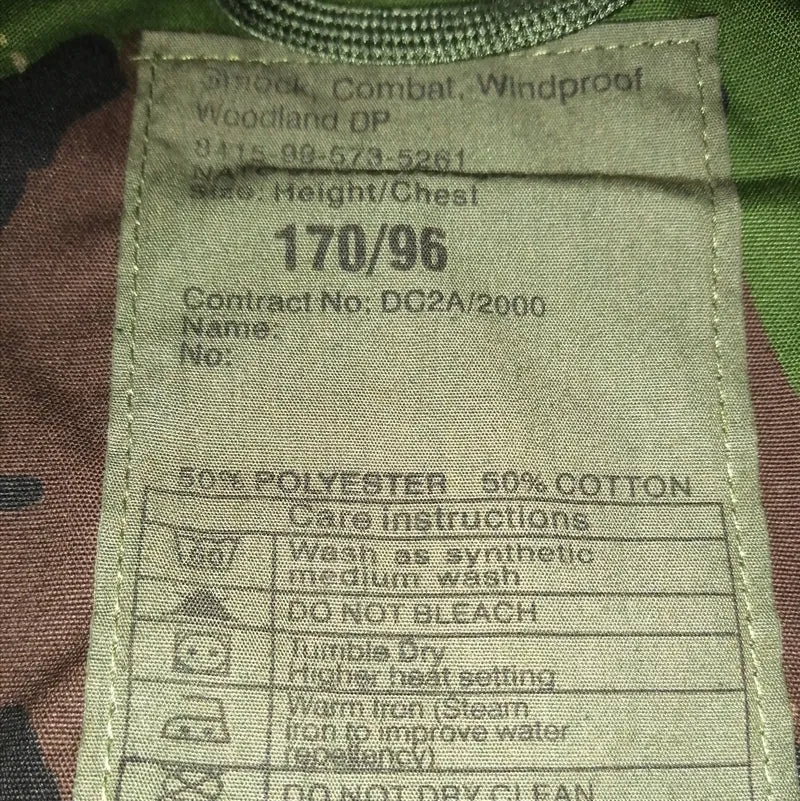 Smock, Combat, Windproof
Woodland DP
8415-99-573-5261
NATO
Size: Height/Chest
170/96
Contract No: DC2A/2000
Name:
No:
50% POLYESTER 50% COTTON
Care instructions
60
Wash as synthetic
medium wash
DO NOT BLEACH
Tumble Dry
Higher heat setting
Warm Iron (Steam
iron to improve water
repellency)
DO NOT DRY CLEAN